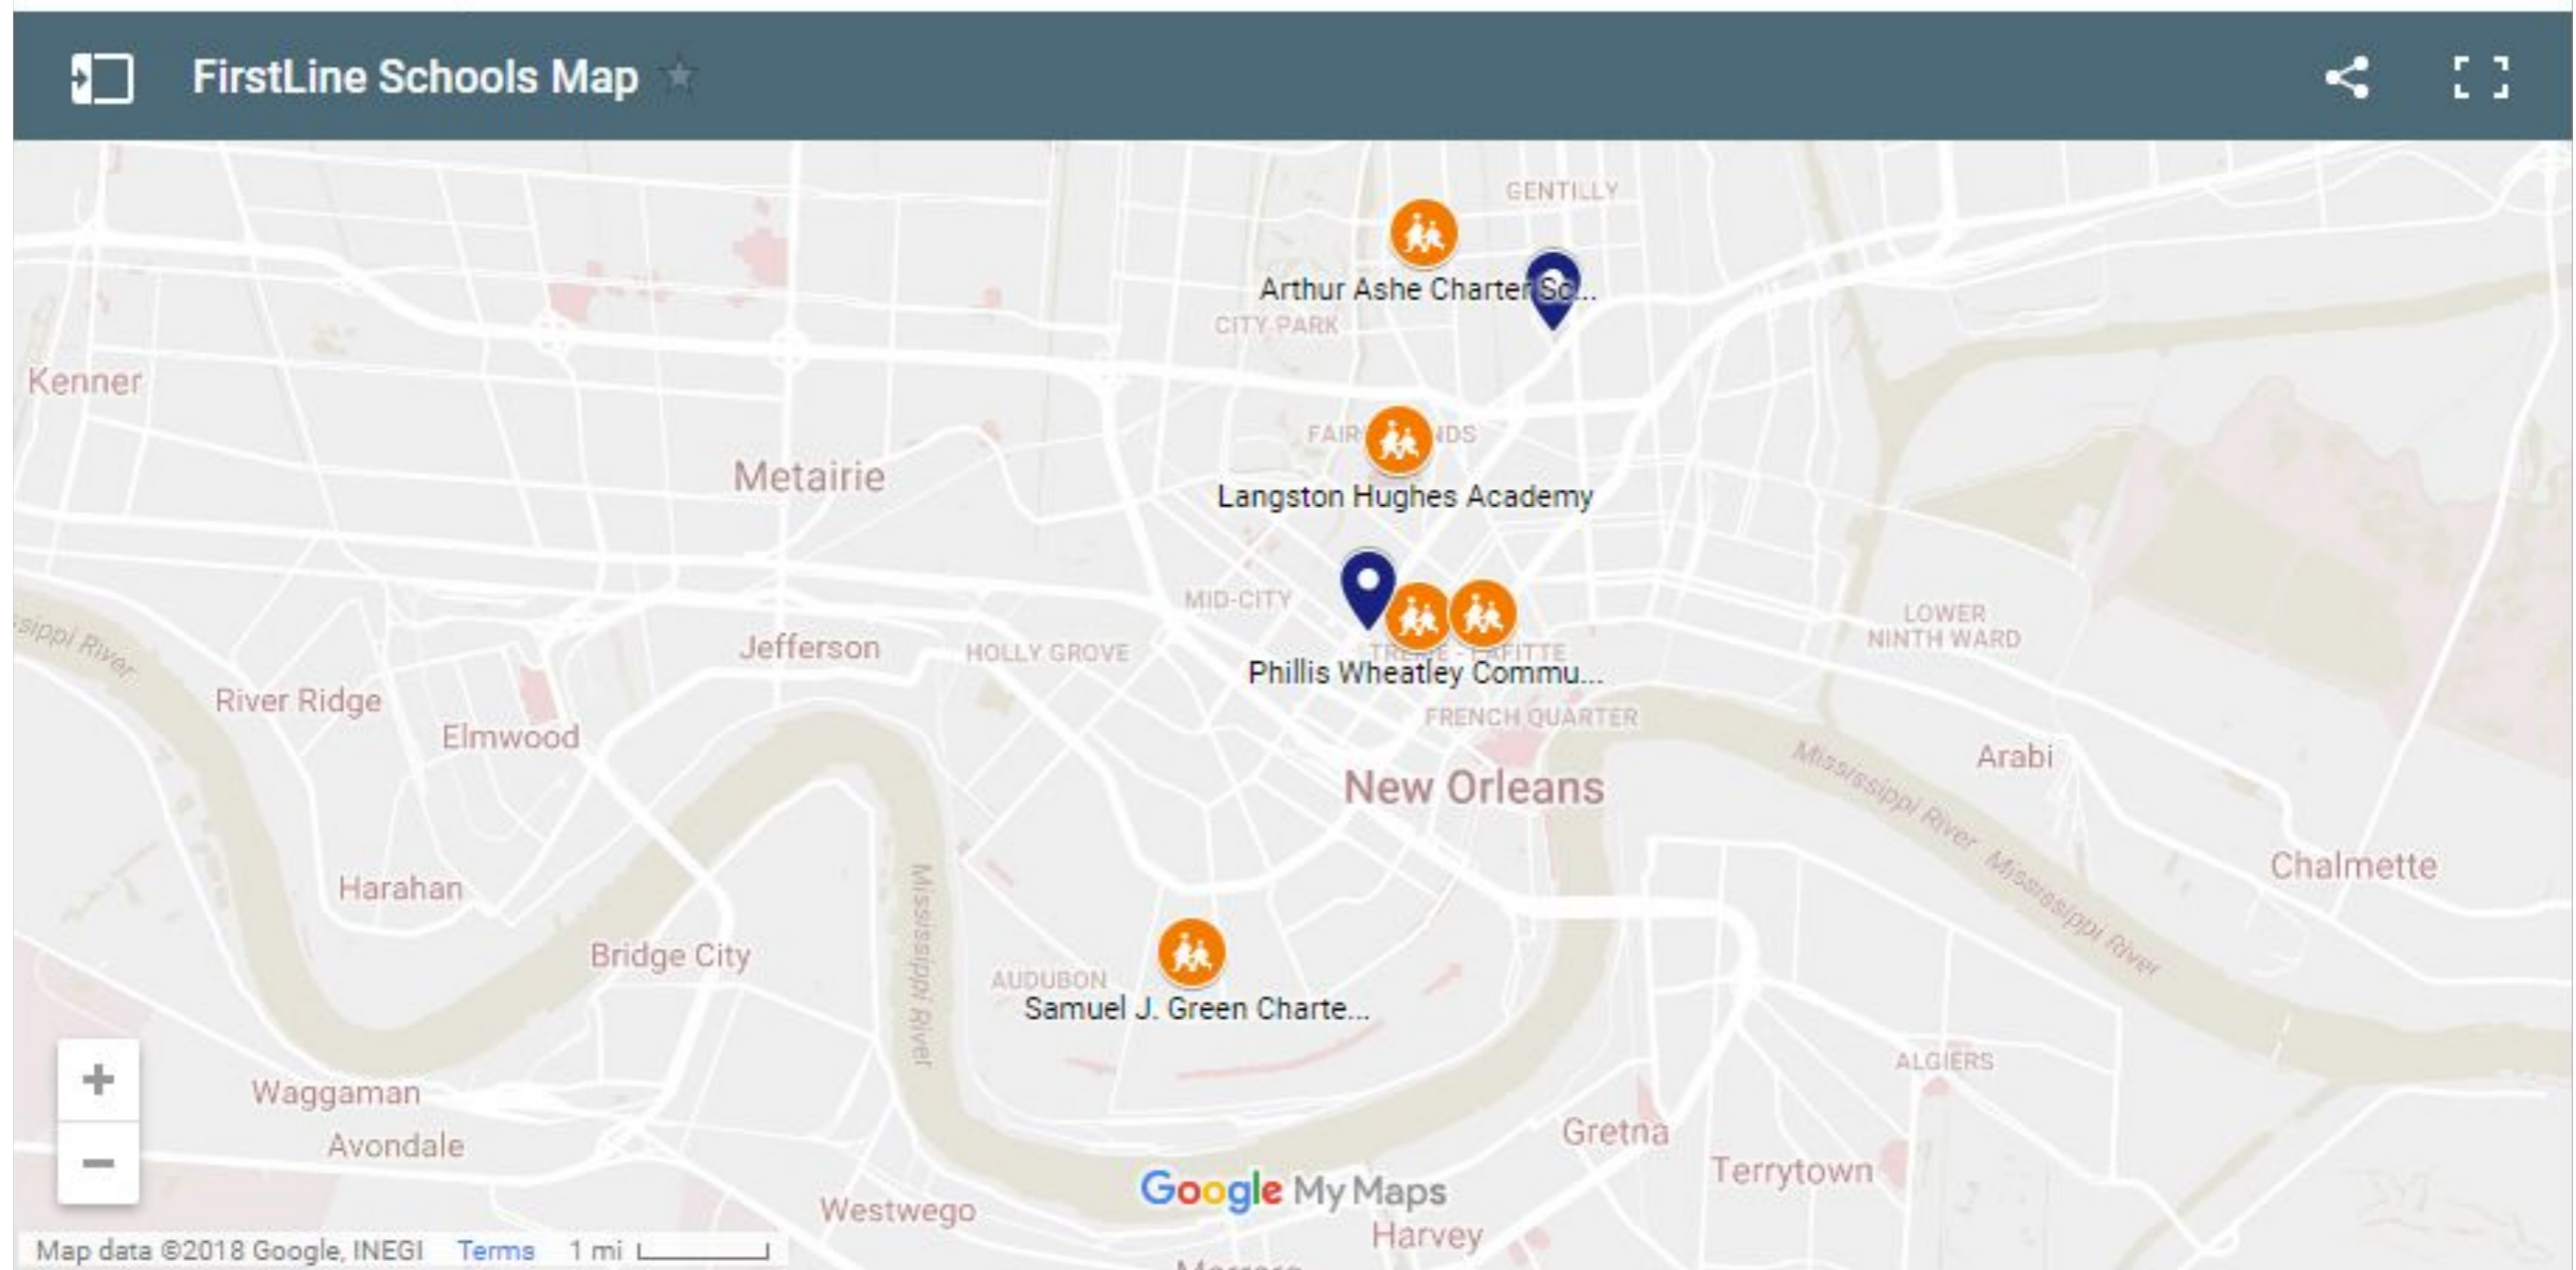 FirstLine Schools Map
GENTILLY
Arthur Ashe Charter Sc...
CITY PARK
Kenner
Metairie
Langston Hughes Academy
MID-CITY
LOWER
NINTH WARD
Jefferson
HOLLY GROVE
Phillis Wheatley Commu...
River Ridge
FRENCH QUARTER
Elmwood
New Orleans
Arabi
Mississippi River
Mississippi River
Chalmette
Harahan
Mississippi River
Bridge City
AUDUBON
Samuel J. Green Charte...
ALGIERS
Waggaman
Avondale
Gretna
Terrytown
Google My Maps
Westwego
Harvey
Map data ©2018 Google, INEGI Terms 1 mi